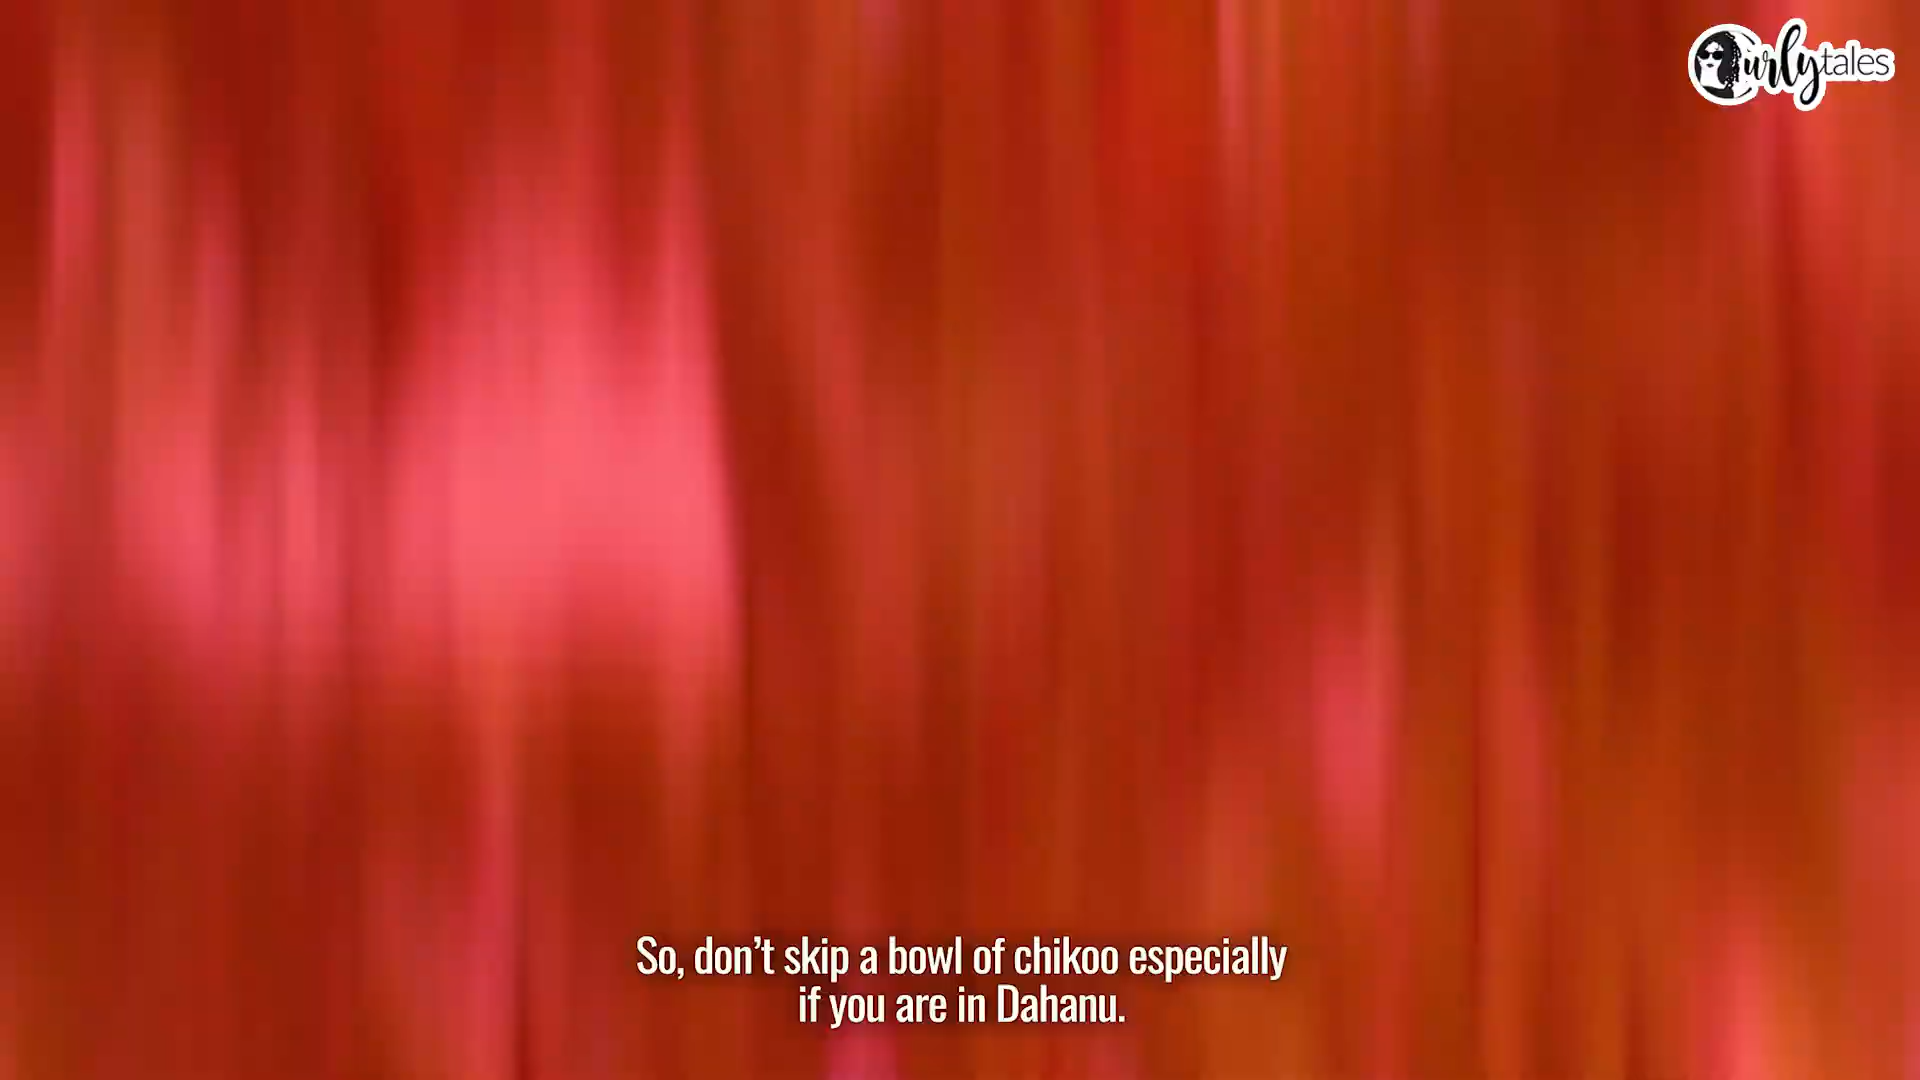 Curlytales
So, don't skip a bowl of chikoo especially
if you are in Dahanu.